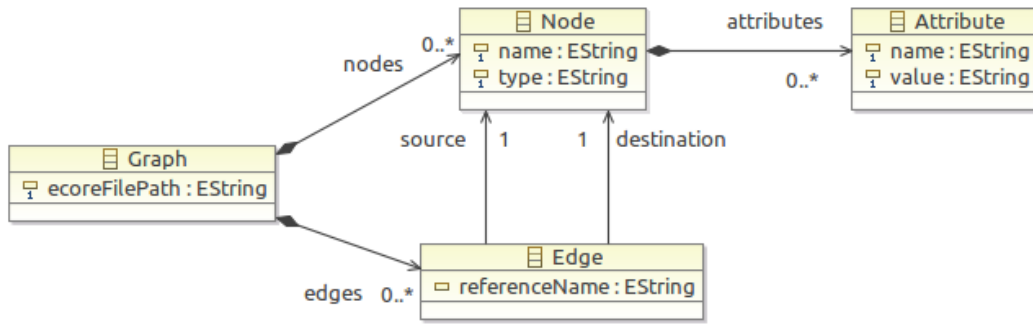 Node
name : EString
type : EString
attributes
0..*
Attribute
name : EString
value : EString
0..*
nodes
source
1
1
destination
Graph
ecoreFilePath : EString
Edge
referenceName : EString
edges
0..*